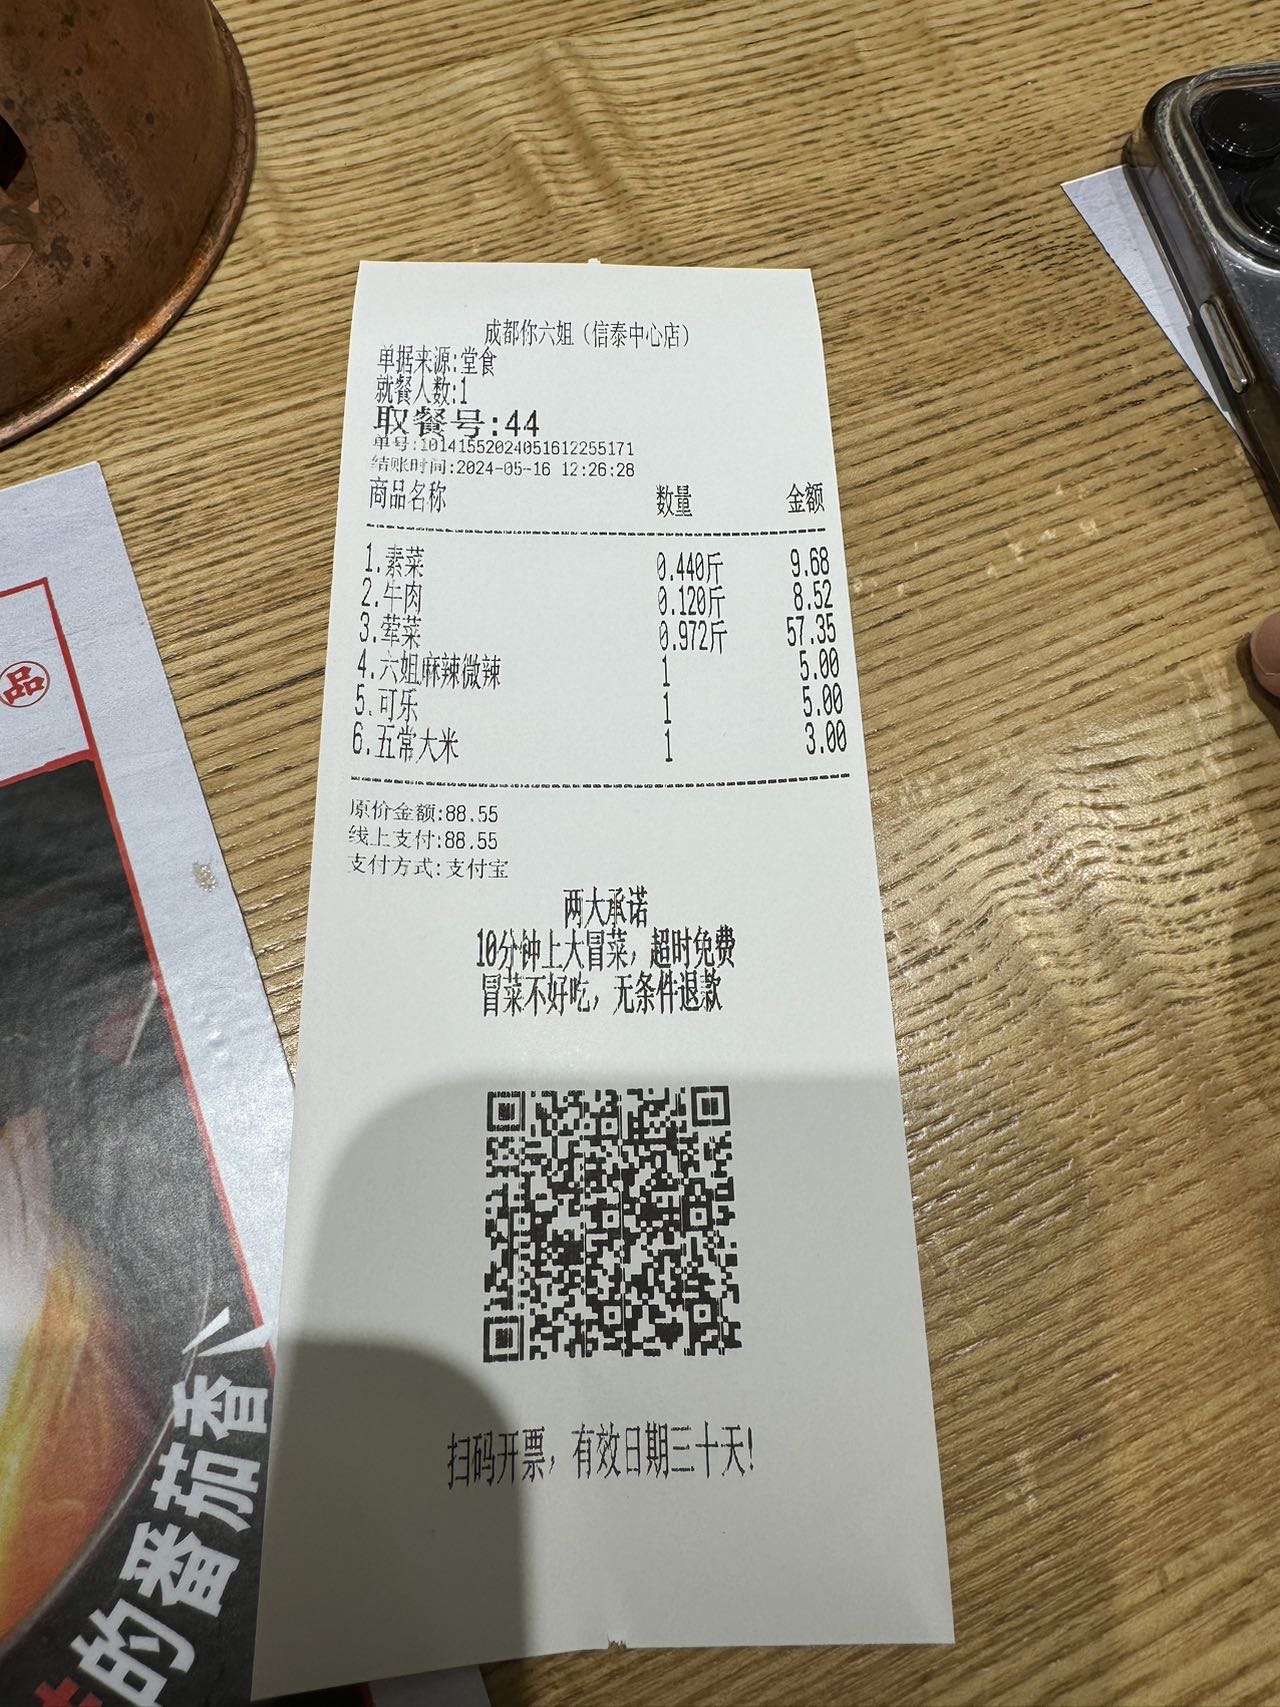 成都你六姐（信泰中心店）
单据来源:堂食
就餐人数:1
取餐号:44
单号:10141552024051612255171
结账时间:2024-05-16 12:26:28
商品名称 数量 金额
1.素菜 0.440斤 9.68
2.牛肉 0.120斤 8.52
3.荤菜 0.972斤 57.35
4.六姐麻辣微辣 1 5.00
5.可乐 1 5.00
6.五常大米 1 3.00
原价金额:88.55
线上支付:88.55
支付方式:支付宝
两大承诺
10分钟上大冒菜，超时免费
冒菜不好吃，无条件退款
扫码开票，有效日期三十天!
品
的番茄香